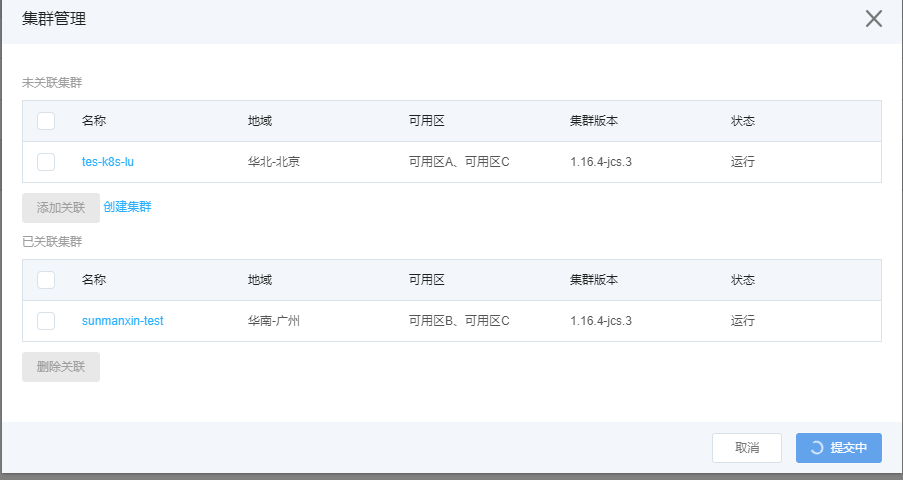 集群管理
未关联集群
名称 地域 可用区 集群版本 状态
tes-k8s-lu 华北-北京 可用区A、可用区C 1.16.4-jcs.3 运行
添加关联 创建集群
已关联集群
名称 地域 可用区 集群版本 状态
sunmanxin-test 华南-广州 可用区B、可用区C 1.16.4-jcs.3 运行
删除关联
取消 提交中